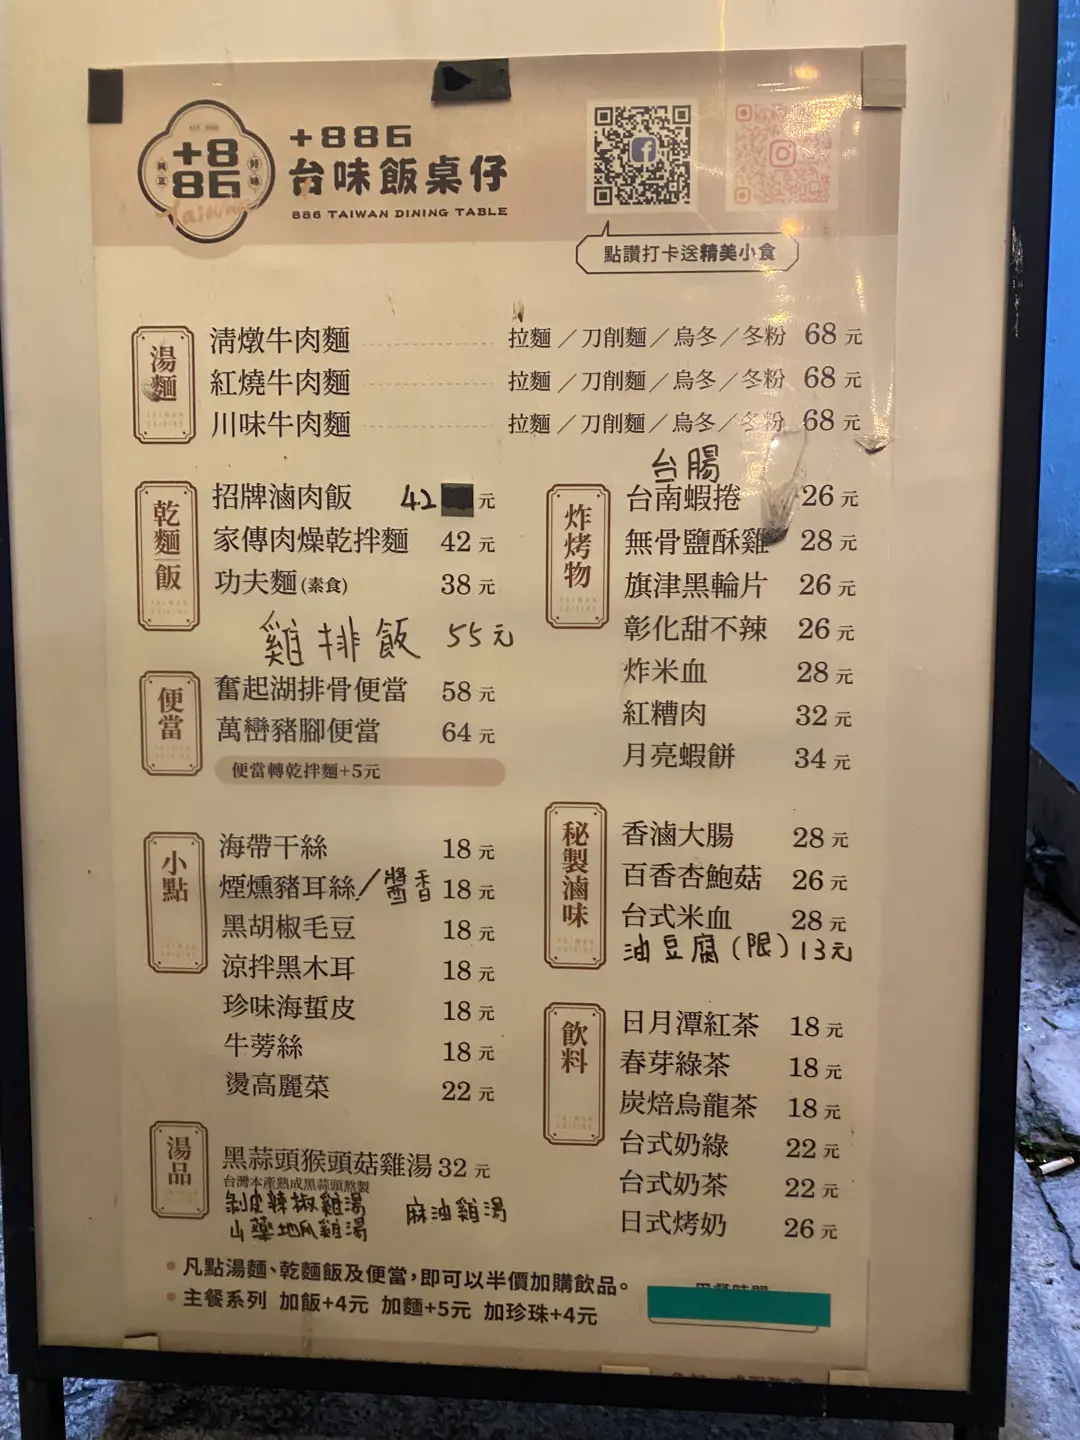 +886
純正
好味
Taiwan
+886
台味飯桌仔
886 TAIWAN DINING TABLE
點讚打卡送精美小食
湯麵
TAIWAN CUISINE
清燉牛肉麵 拉麵／刀削麵／烏冬／冬粉 68元
紅燒牛肉麵 拉麵／刀削麵／烏冬／冬粉 68元
川味牛肉麵 拉麵／刀削麵／烏冬／冬粉 68元
乾麵|飯
TAIWAN CUISINE
招牌滷肉飯 42元
家傳肉燥乾拌麵 42元
功夫麵(素食) 38元
雞排飯 55元
便當
奮起湖排骨便當 58元
萬巒豬腳便當 64元
便當轉乾拌麵+5元
小點
TAIWAN CUISINE
海帶干絲 18元
煙燻豬耳絲/醬香 18元
黑胡椒毛豆 18元
涼拌黑木耳 18元
珍味海蜇皮 18元
牛蒡絲 18元
燙高麗菜 22元
湯品
黑蒜頭猴頭菇雞湯 32元
台灣本產熟成黑蒜頭熬製
剝皮辣椒雞湯 麻油雞湯
山藥地瓜雞湯
炸烤物
TAIWAN CUISINE
台腸
台南蝦捲 26元
無骨鹽酥雞 28元
旗津黑輪片 26元
彰化甜不辣 26元
炸米血 28元
紅糟肉 32元
月亮蝦餅 34元
秘製滷味
TAIWAN CUISINE
香滷大腸 28元
百香杏鮑菇 26元
台式米血 28元
油豆腐(限)13元
飲料
TAIWAN CUISINE
日月潭紅茶 18元
春芽綠茶 18元
炭焙烏龍茶 18元
台式奶綠 22元
台式奶茶 22元
日式烤奶 26元
凡點湯麵、乾麵飯及便當，即可以半價加購飲品。
主餐系列 加飯+4元 加麵+5元 加珍珠+4元